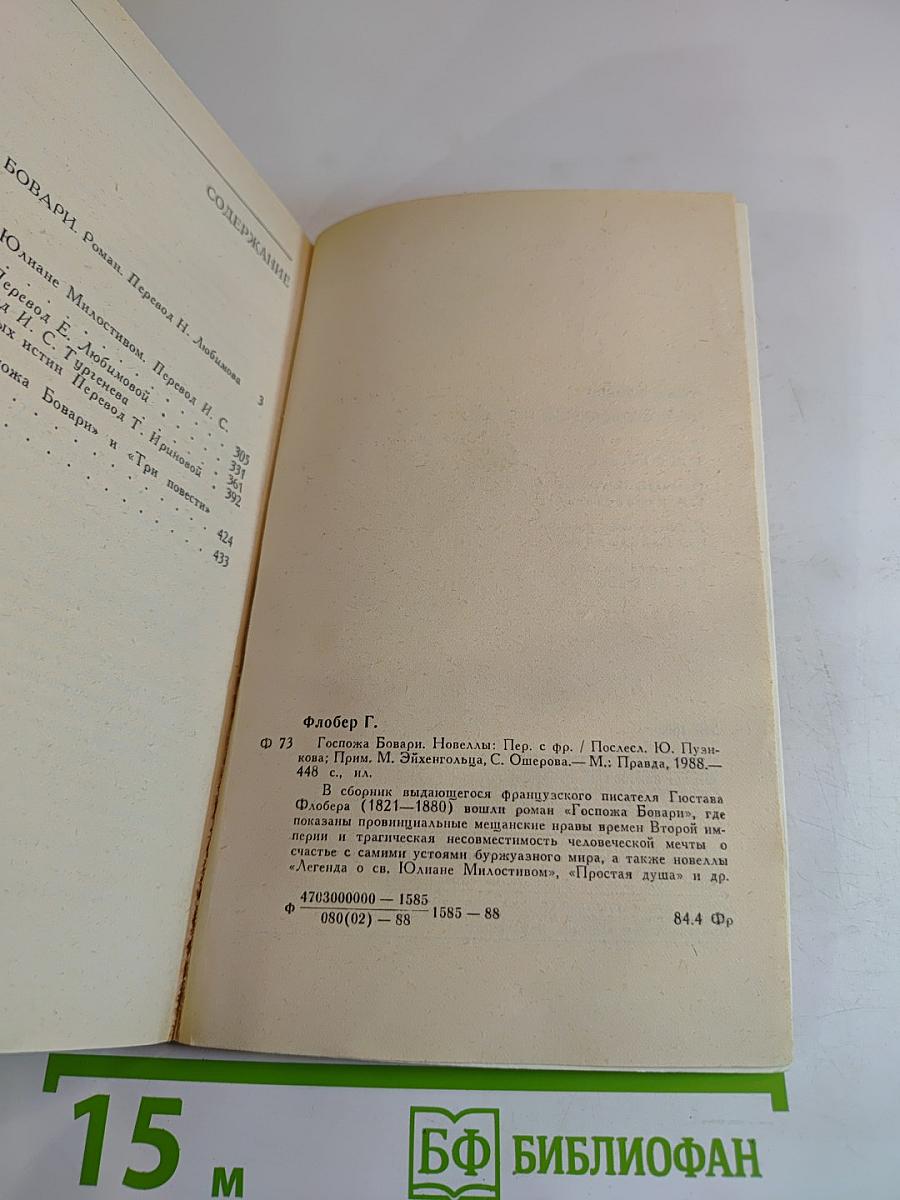 СОДЕРЖАНИЕ
БОВАРИ. Роман. Перевод Н. Любимова
3
Юлиане Милостивом. Перевод И. С.
305
Перевод Е. Любимовой
331
И. С. Тургенева
361
истин Перевод Т. Ириновой
392
Бовари» и «Три повести»
424
433
Флобер Г.
Ф 73 Госпожа Бовари. Новеллы: Пер. с фр. / Послесл. Ю. Пузи-
кова; Прим. М. Эйхенгольца, С. Ошерова.— М.: Правда, 1988.—
448 с., ил.
В сборник выдающегося французского писателя Гюстава
Флобера (1821—1880) вошли роман «Госпожа Бовари», где
показаны провинциальные мещанские нравы времен Второй им-
перии и трагическая несовместимость человеческой мечты о
счастье с самими устоями буржуазного мира, а также новеллы
«Легенда о св. Юлиане Милостивом», «Простая душа» и др.
Ф 4703000000 — 1585
080(02) — 88 1585 — 88
84.4 Фр
15 м
БФ БИБЛИОФАН